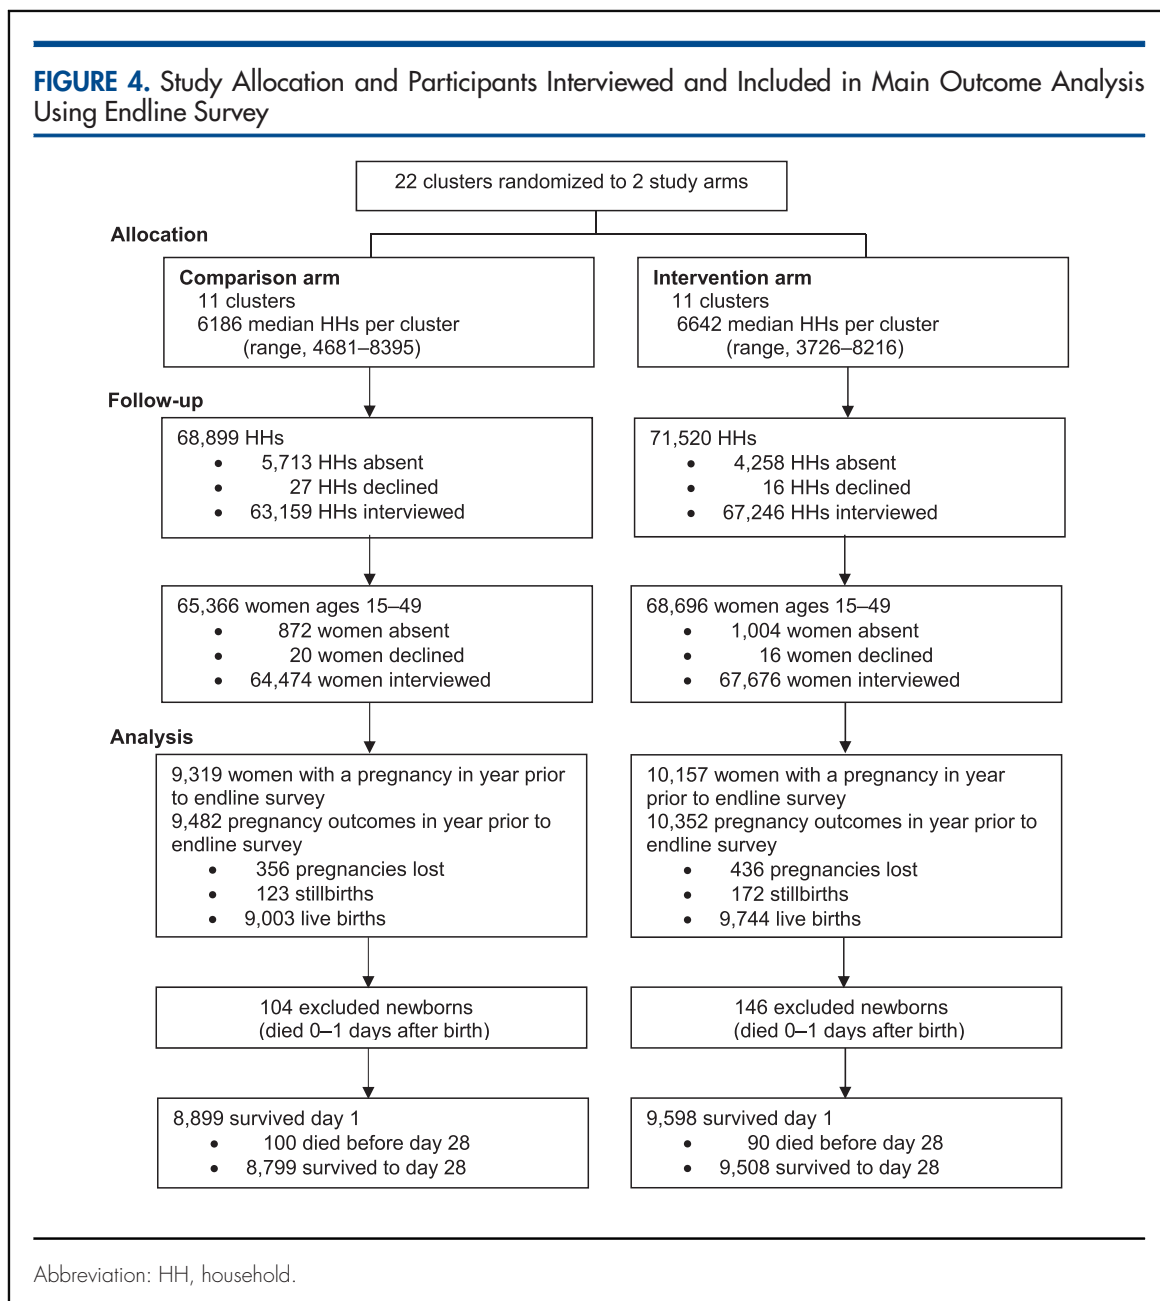 FIGURE 4. Study Allocation and Participants Interviewed and Included in Main Outcome Analysis
Using Endline Survey
22 clusters randomized to 2 study arms
Allocation
Comparison arm
11 clusters
6186 median HHs per cluster
(range, 4681–8395)
Intervention arm
11 clusters
6642 median HHs per cluster
(range, 3726–8216)
Follow-up
68,899 HHs
• 5,713 HHs absent
• 27 HHs declined
• 63,159 HHs interviewed
71,520 HHs
• 4,258 HHs absent
• 16 HHs declined
• 67,246 HHs interviewed
65,366 women ages 15–49
• 872 women absent
• 20 women declined
• 64,474 women interviewed
68,696 women ages 15–49
• 1,004 women absent
• 16 women declined
• 67,676 women interviewed
Analysis
9,319 women with a pregnancy in year prior
to endline survey
9,482 pregnancy outcomes in year prior to
endline survey
• 356 pregnancies lost
• 123 stillbirths
• 9,003 live births
10,157 women with a pregnancy in year
prior to endline survey
10,352 pregnancy outcomes in year prior to
endline survey
• 436 pregnancies lost
• 172 stillbirths
• 9,744 live births
104 excluded newborns
(died 0–1 days after birth)
146 excluded newborns
(died 0–1 days after birth)
8,899 survived day 1
• 100 died before day 28
• 8,799 survived to day 28
9,598 survived day 1
• 90 died before day 28
• 9,508 survived to day 28
Abbreviation: HH, household.